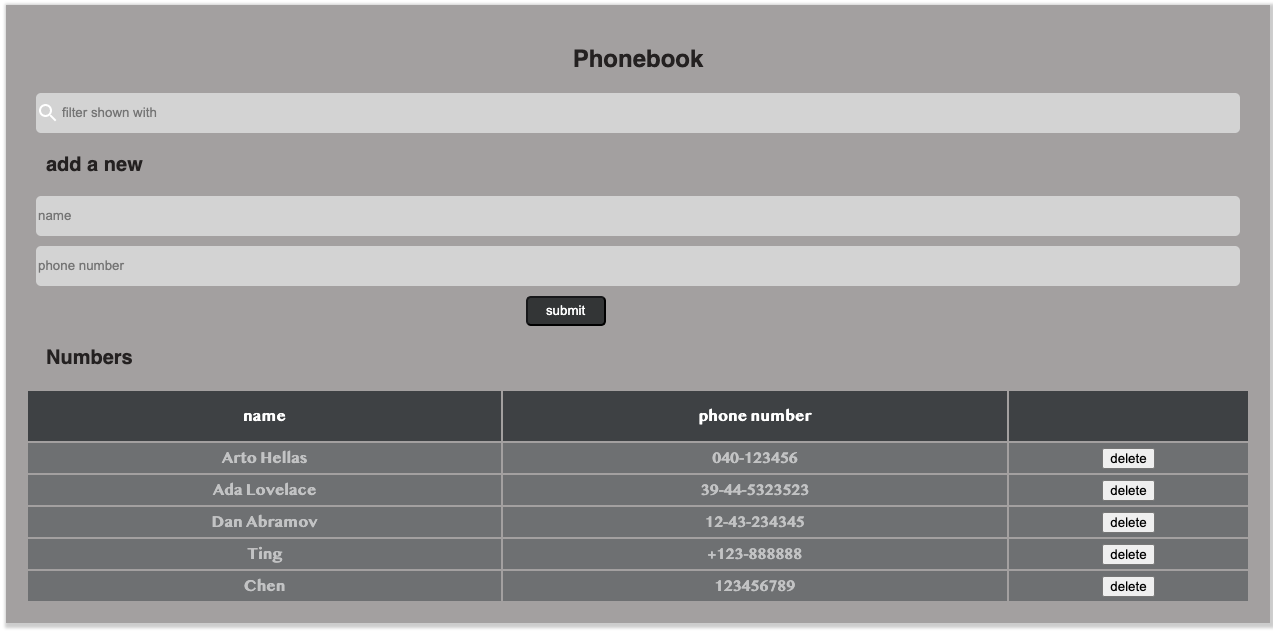 Phonebook
filter shown with
add a new
name
phone number
submit
Numbers
name phone number
Arto Hellas 040-123456 delete
Ada Lovelace 39-44-5323523 delete
Dan Abramov 12-43-234345 delete
Ting +123-888888 delete
Chen 123456789 delete